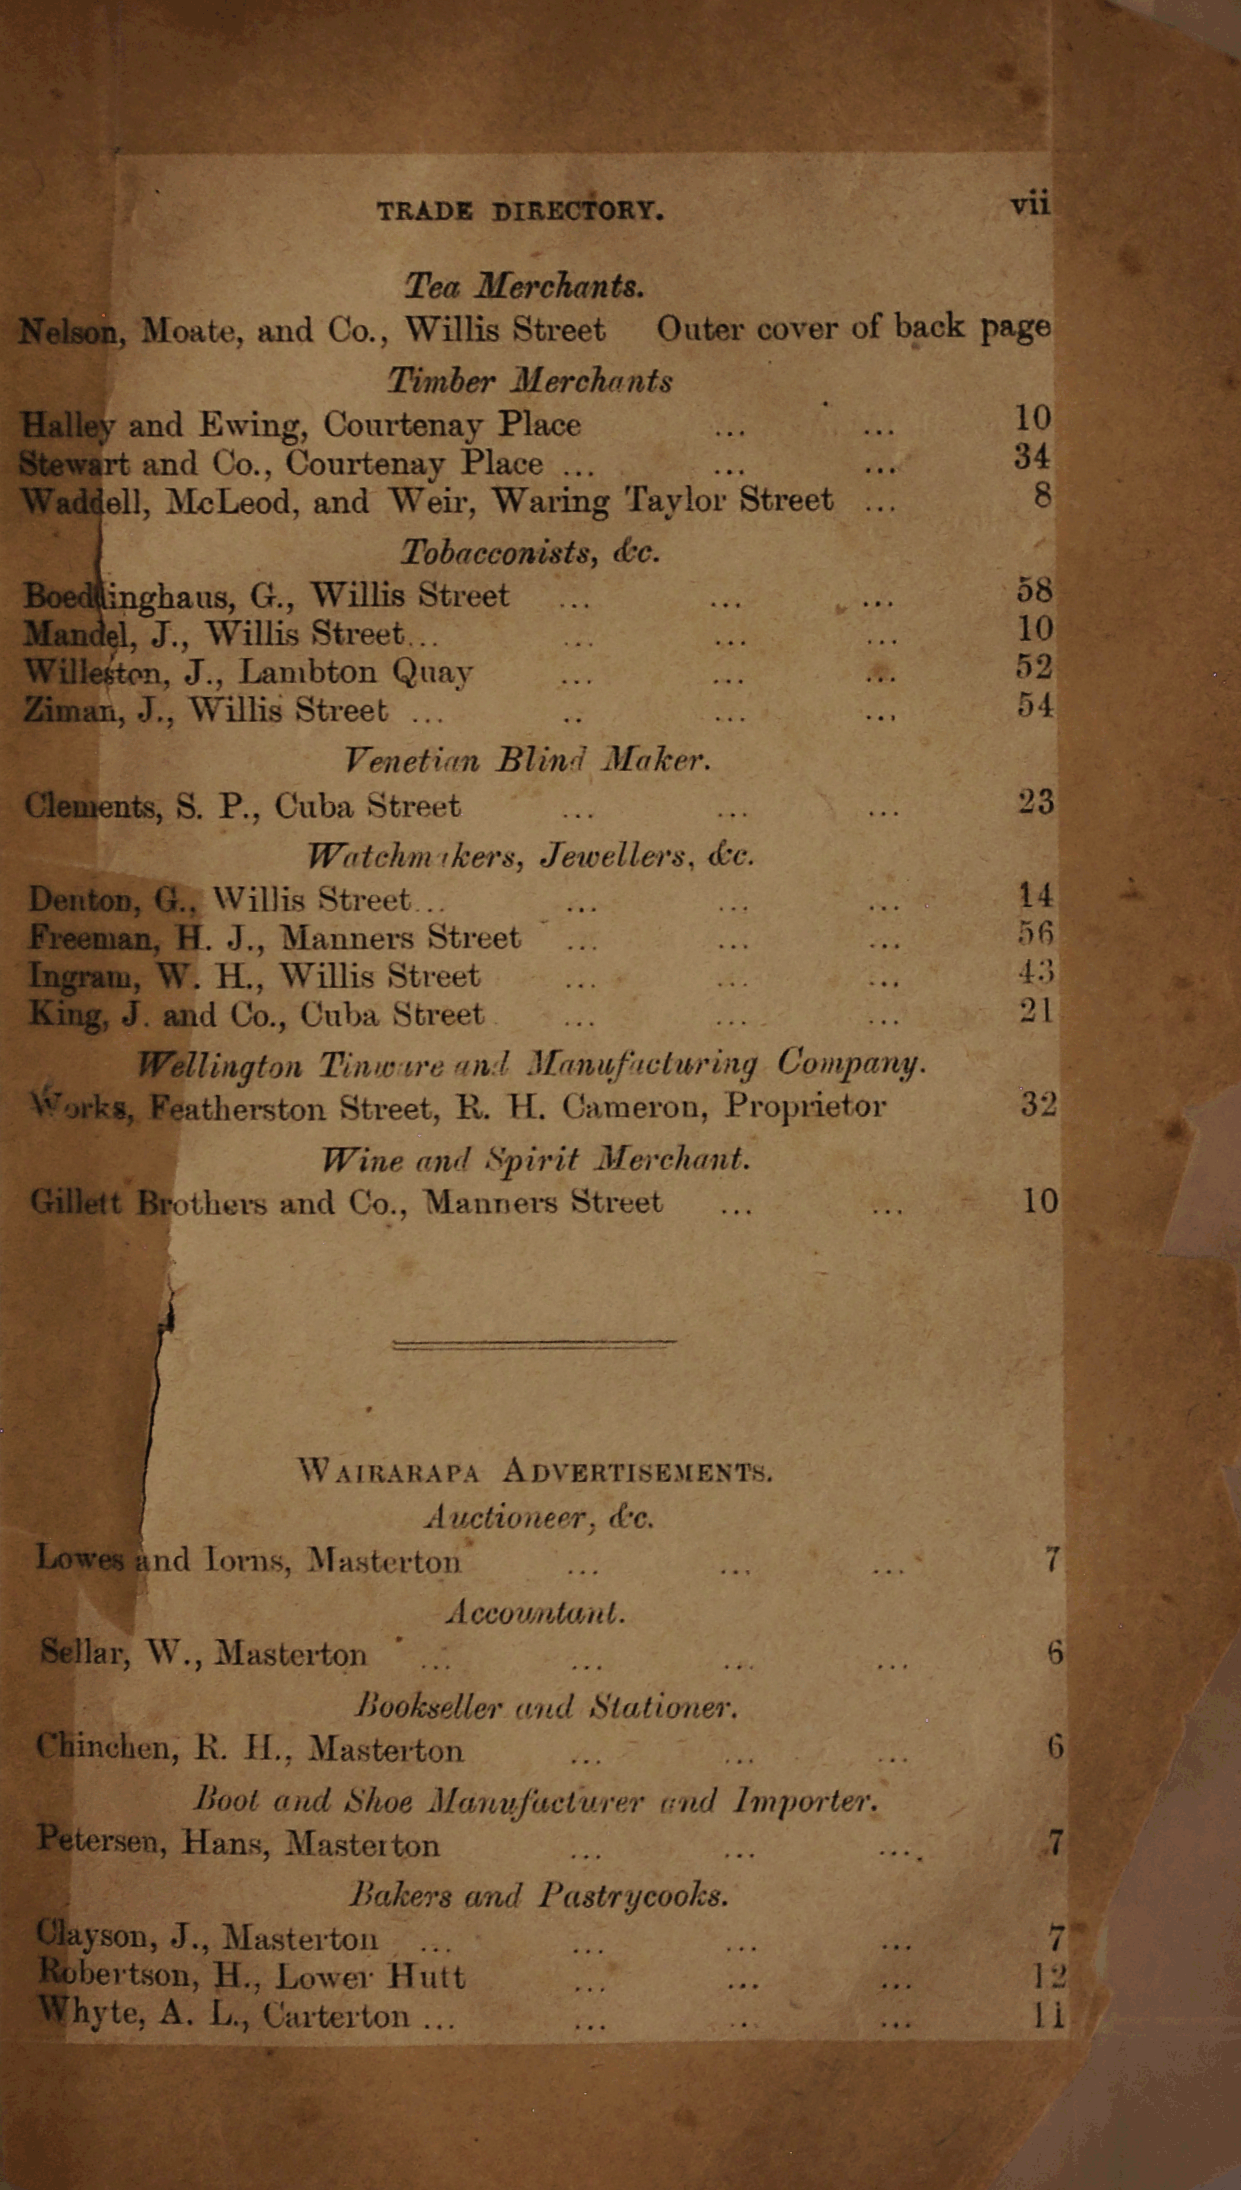 TRADE DIRECTORY. vii
Tea Merchants.
Nelson, Moate, and Co., Willis Street Outer cover of back page
Timber Merchants
Halley and Ewing, Courtenay Place ... ... 10
Stewart and Co., Courtenay Place ... ... ... 34
Waddell, McLeod, and Weir, Waring Taylor Street ... 8
Tobacconists, &c.
Boedlinghaus, G., Willis Street ... ... ... 58
Mandel, J., Willis Street... ... ... ... 10
Willeston, J., Lambton Quay ... ... ... 52
Ziman, J., Willis Street ... .. ... ... 54
Venetian Blind Maker.
Clements, S. P., Cuba Street ... ... ... 23
Watchmakers, Jewellers, &c.
Denton, G., Willis Street... ... ... ... 14
Freeman, H. J., Manners Street ... ... ... 56
Ingram, W. H., Willis Street ... ... ... 43
King, J. and Co., Cuba Street ... ... ... 21
Wellington Tinware and Manufacturing Company.
Works, Featherston Street, R. H. Cameron, Proprietor 32
Wine and Spirit Merchant.
Gillett Brothers and Co., Manners Street ... ... 10
WAIRARAPA ADVERTISEMENTS.
Auctioneer, &c.
Lowes and Iorns, Masterton ... ... ... 7
Accountant.
Sellar, W., Masterton ... ... ... ... 6
Bookseller and Stationer.
Chinchen, R. H., Masterton ... ... ... 6
Boot and Shoe Manufacturer and Importer.
Petersen, Hans, Masterton ... ... .... 7
Bakers and Pastrycooks.
Clayson, J., Masterton ... ... ... ... 7
Robertson, H., Lower Hutt ... ... ... 12
Whyte, A. L., Carterton ... ... ... ... 11